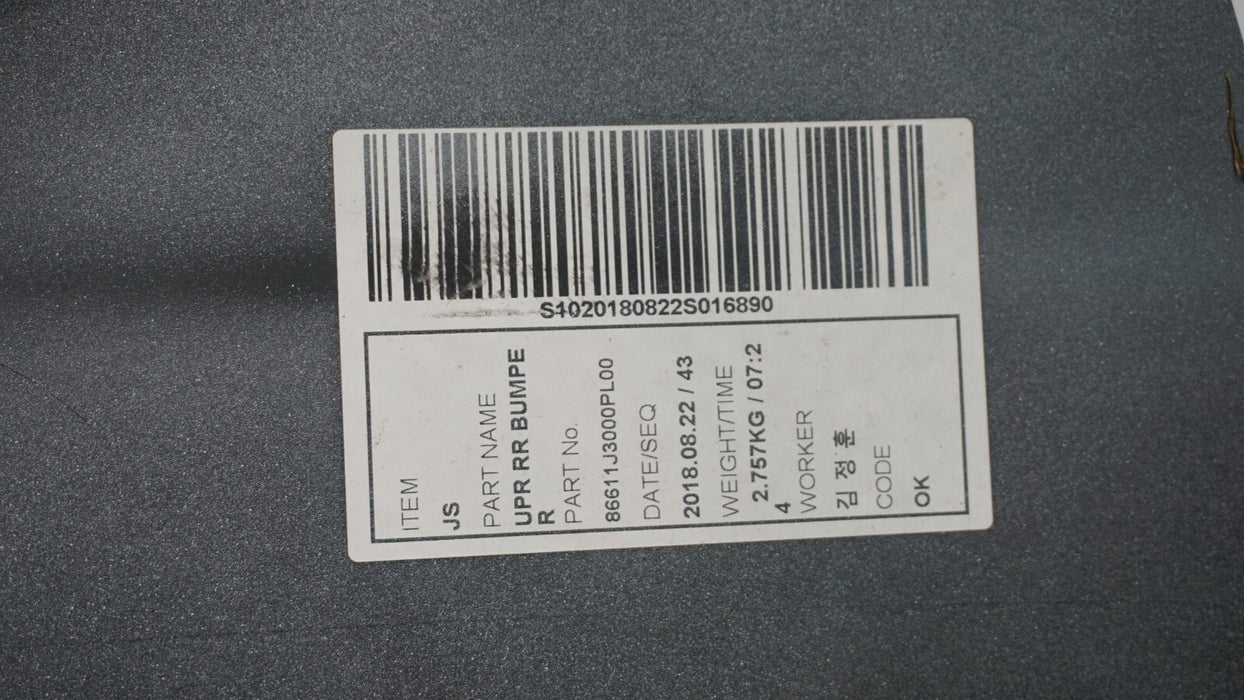 S1020180822S016890
ITEM
JS
PART NAME
UPR RR BUMPE
R
PART No.
86611J3000PL00
DATE/SEQ
2018.08.22 / 43
WEIGHT/TIME
2.757KG / 07:2
4
WORKER
김 정 훈
CODE
OK